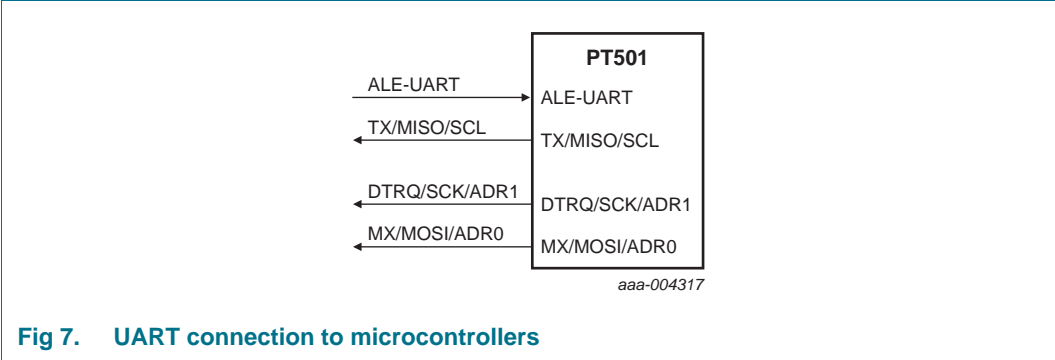 PT501
ALE-UART ALE-UART
TX/MISO/SCL TX/MISO/SCL
DTRQ/SCK/ADR1 DTRQ/SCK/ADR1
MX/MOSI/ADR0 MX/MOSI/ADR0
aaa-004317
Fig 7. UART connection to microcontrollers